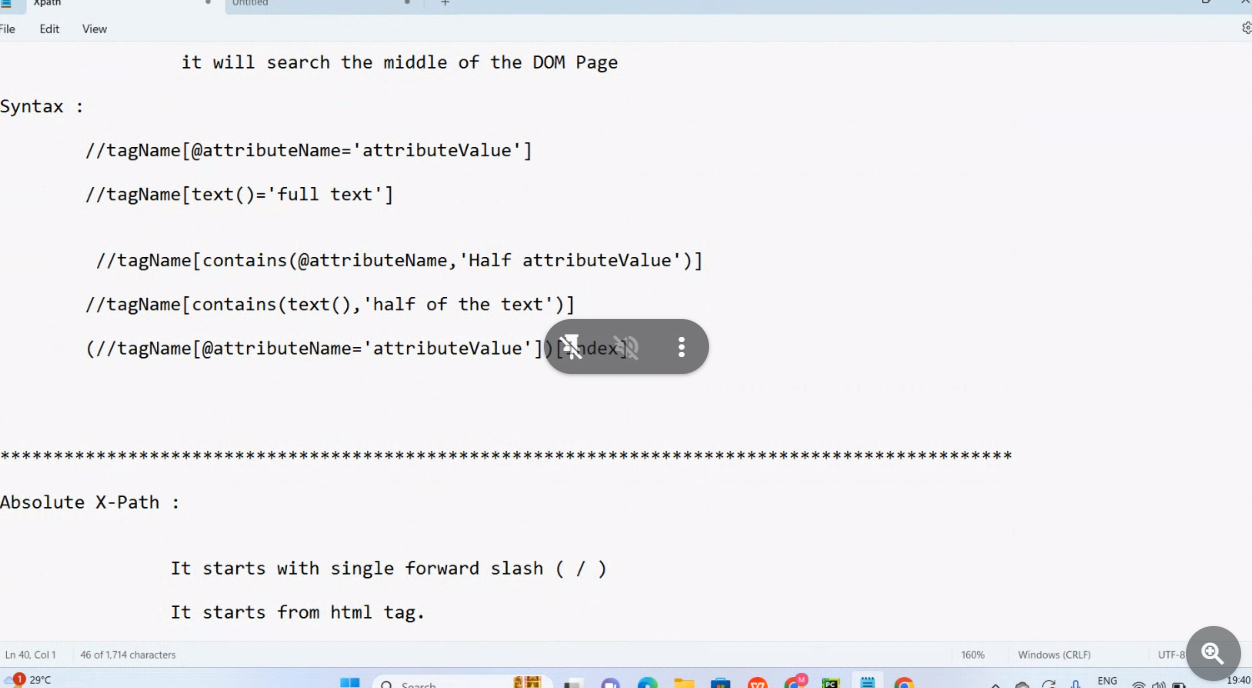 Xpath Untitled +
File Edit View
it will search the middle of the DOM Page
Syntax :
//tagName[@attributeName='attributeValue']
//tagName[text()='full text']
//tagName[contains(@attributeName,'Half attributeValue')]
//tagName[contains(text(),'half of the text')]
(//tagName[@attributeName='attributeValue'])[index]
***********************************************************************************************
Absolute X-Path :
It starts with single forward slash ( / )
It starts from html tag.
Ln 40, Col 1 46 of 1,714 characters 160% Windows (CRLF) UTF-8
1 29°C Search M PC ENG 19:40